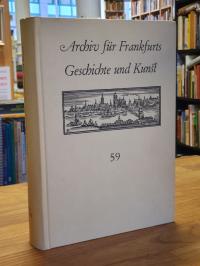 Archiv für Frankfurts
Geschichte und Kunst
59